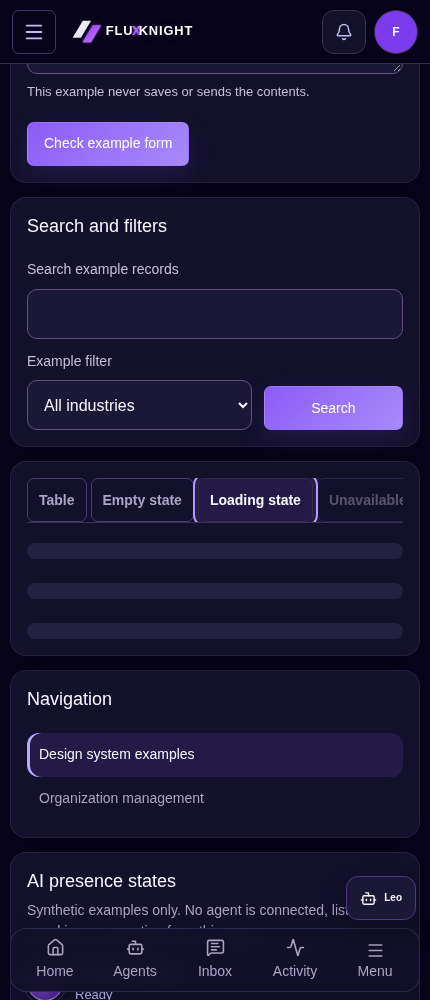 FLUXKNIGHT
F
This example never saves or sends the contents.
Check example form
Search and filters
Search example records
Example filter
All industries
Search
Table
Empty state
Loading state
Unavailable
Navigation
Design system examples
Organization management
AI presence states
Synthetic examples only. No agent is connected,
Leo
Home
Agents
Inbox
Activity
Menu
Ready